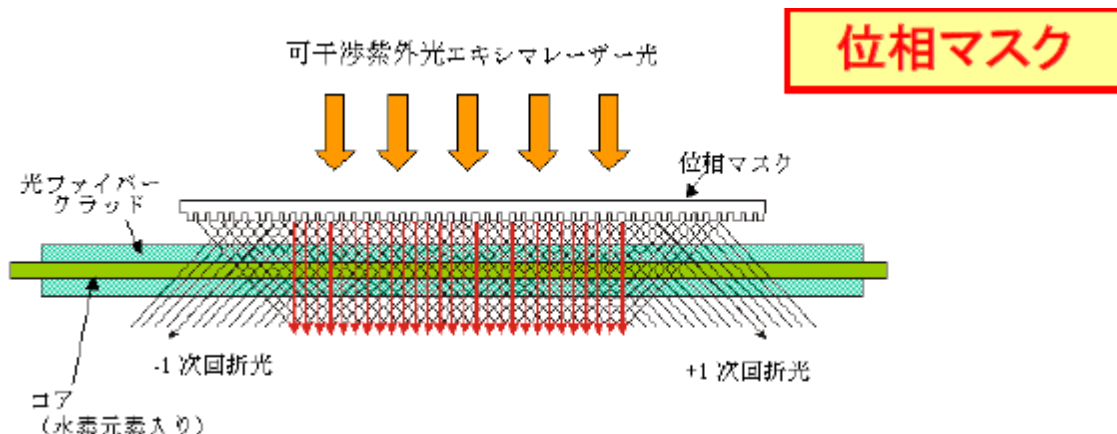 位相マスク
可干渉紫外光エキシマレーザー光
位相マスク
光ファイバー
クラッド
-1 次回折光
+1 次回折光
コア
(水素元素入り)